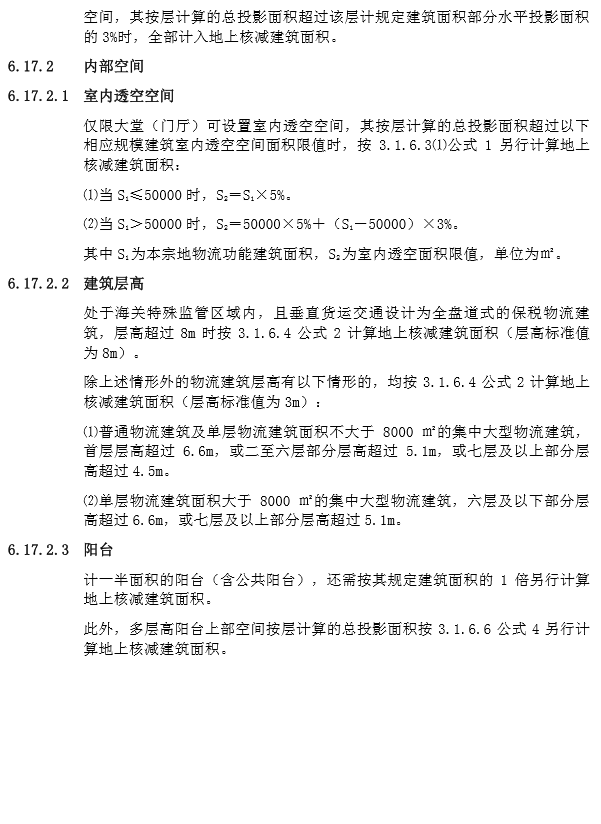 空间，其按层计算的总投影面积超过该层计规定建筑面积部分水平投影面积
的 3%时，全部计入地上核减建筑面积。
6.17.2 内部空间
6.17.2.1 室内透空空间
仅限大堂（门厅）可设置室内透空空间，其按层计算的总投影面积超过以下
相应规模建筑室内透空空间面积限值时，按 3.1.6.3⑴公式 1 另行计算地上
核减建筑面积：
⑴当 S₁≤50000 时，S₂＝S₁×5%。
⑵当 S₁＞50000 时，S₂＝50000×5%＋（S₁－50000）×3%。
其中 S₁为本宗地物流功能建筑面积，S₂为室内透空面积限值，单位为㎡。
6.17.2.2 建筑层高
处于海关特殊监管区域内，且垂直货运交通设计为全盘道式的保税物流建
筑，层高超过 8m 时按 3.1.6.4 公式 2 计算地上核减建筑面积（层高标准值
为 8m）。
除上述情形外的物流建筑层高有以下情形的，均按 3.1.6.4 公式 2 计算地上
核减建筑面积（层高标准值为 3m）：
⑴普通物流建筑及单层物流建筑面积不大于 8000 ㎡的集中大型物流建筑，
首层层高超过 6.6m，或二至六层部分层高超过 5.1m，或七层及以上部分层
高超过 4.5m。
⑵单层物流建筑面积大于 8000 ㎡的集中大型物流建筑，六层及以下部分层
高超过 6.6m，或七层及以上部分层高超过 5.1m。
6.17.2.3 阳台
计一半面积的阳台（含公共阳台），还需按其规定建筑面积的 1 倍另行计算
地上核减建筑面积。
此外，多层高阳台上部空间按层计算的总投影面积按 3.1.6.6 公式 4 另行计
算地上核减建筑面积。